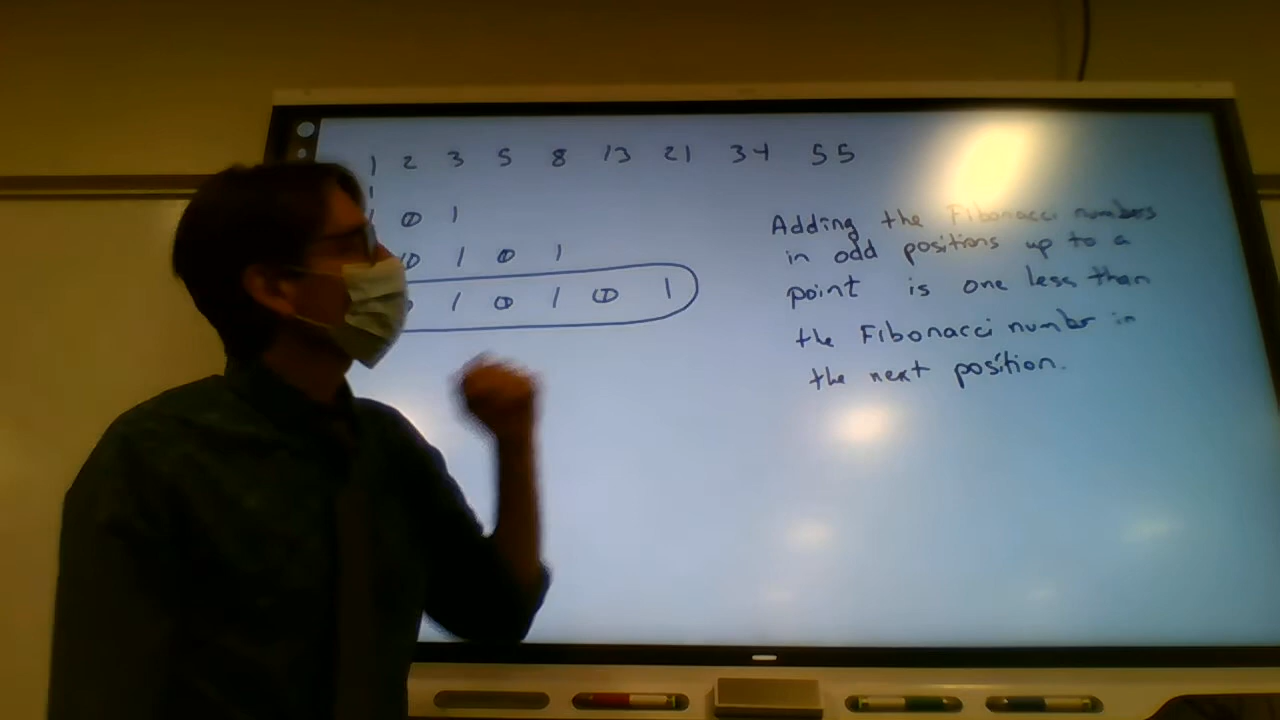 1 2 3 5 8 13 21 34 55
1
1 0 1
0 1 0 1
1 0 1 0 1
Adding the Fibonacci numbers
in odd positions up to a
point is one less than
the Fibonacci number in
the next position.